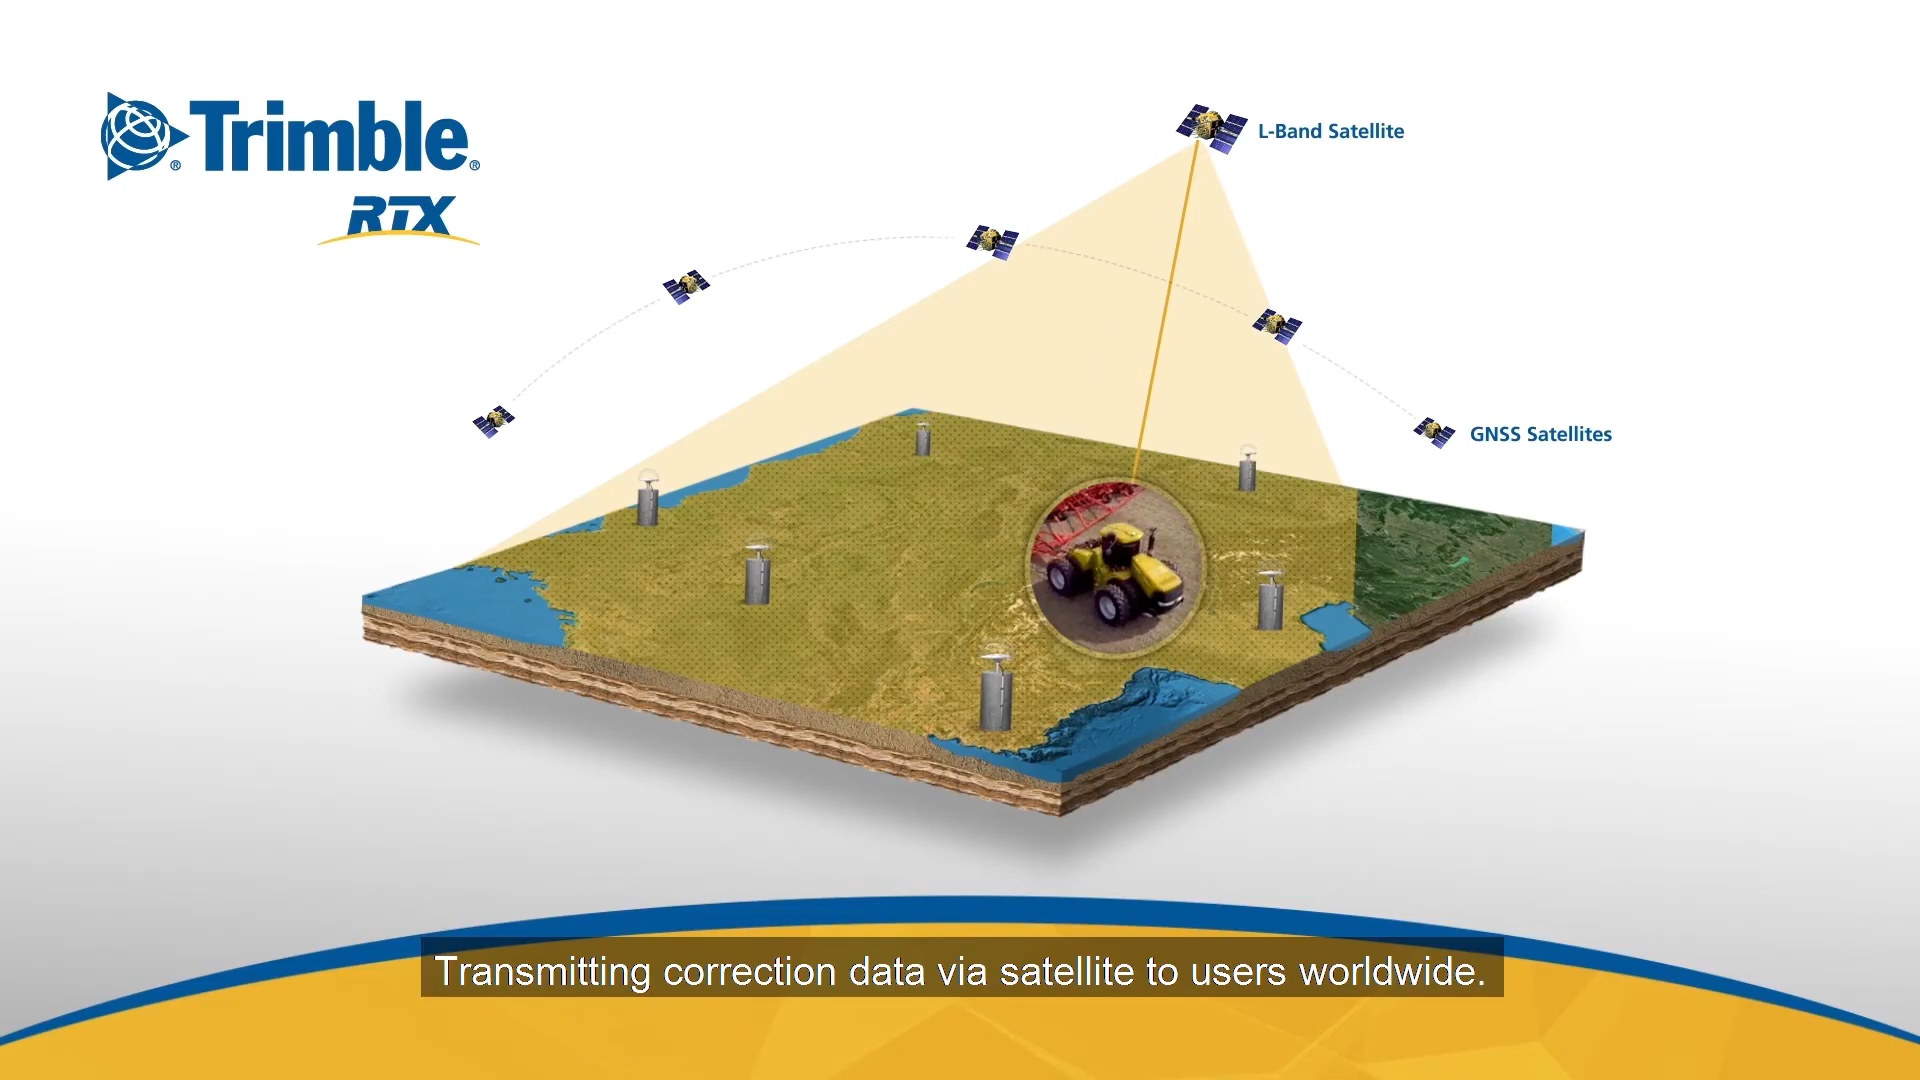 Trimble
RTX
L-Band Satellite
GNSS Satellites
Transmitting correction data via satellite to users worldwide.